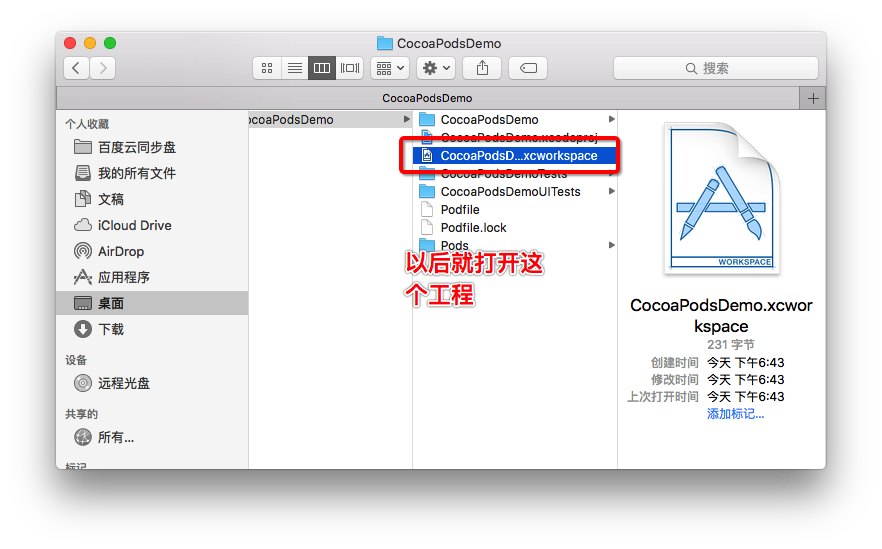 CocoaPodsDemo
搜索
CocoaPodsDemo
个人收藏
百度云同步盘
我的所有文件
文稿
iCloud Drive
AirDrop
应用程序
桌面
下载
设备
远程光盘
共享的
所有...
标记
ocoaPodsDemo
CocoaPodsDemo
CocoaPodsDemo.xcodeproj
CocoaPodsD...xcworkspace
CocoaPodsDemoTests
CocoaPodsDemoUITests
Podfile
Podfile.lock
Pods
以后就打开这
个工程
WORKSPACE
CocoaPodsDemo.xcwor
kspace
231 字节
创建时间 今天 下午6:43
修改时间 今天 下午6:43
上次打开时间 今天 下午6:43
添加标记...